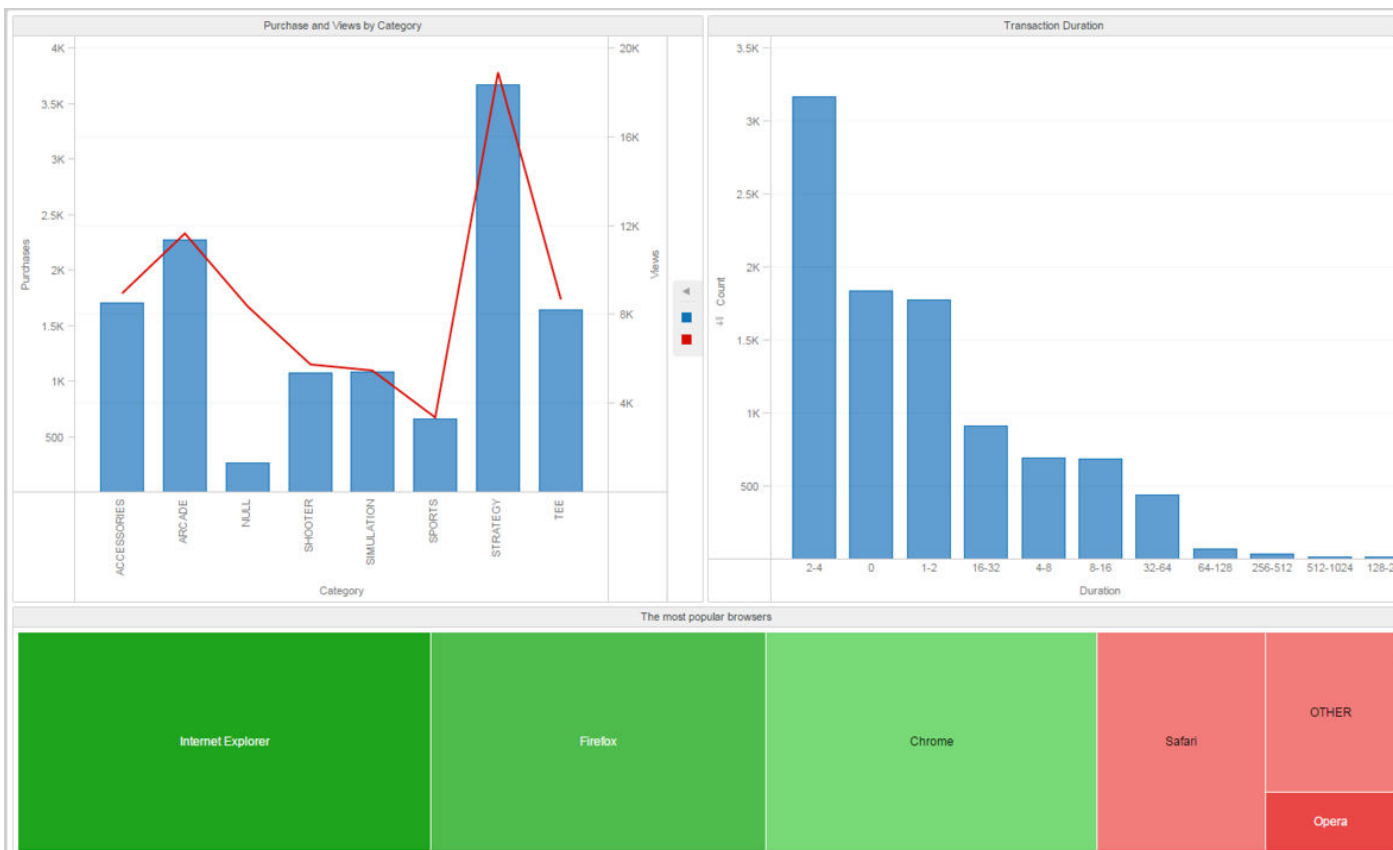 Purchase and Views by Category
4K
3.5K
3K
2.5K
2K
1.5K
1K
500
Purchases
20K
16K
12K
8K
4K
Views
ACCESSORIES
ARCADE
NULL
SHOOTER
SIMULATION
SPORTS
STRATEGY
TEE
Category
Transaction Duration
3.5K
3K
2.5K
2K
1.5K
1K
500
Count
2-4 0 1-2 16-32 4-8 8-16 32-64 64-128 256-512 512-1024 128-2
Duration
The most popular browsers
Internet Explorer
Firefox
Chrome
Safari
OTHER
Opera